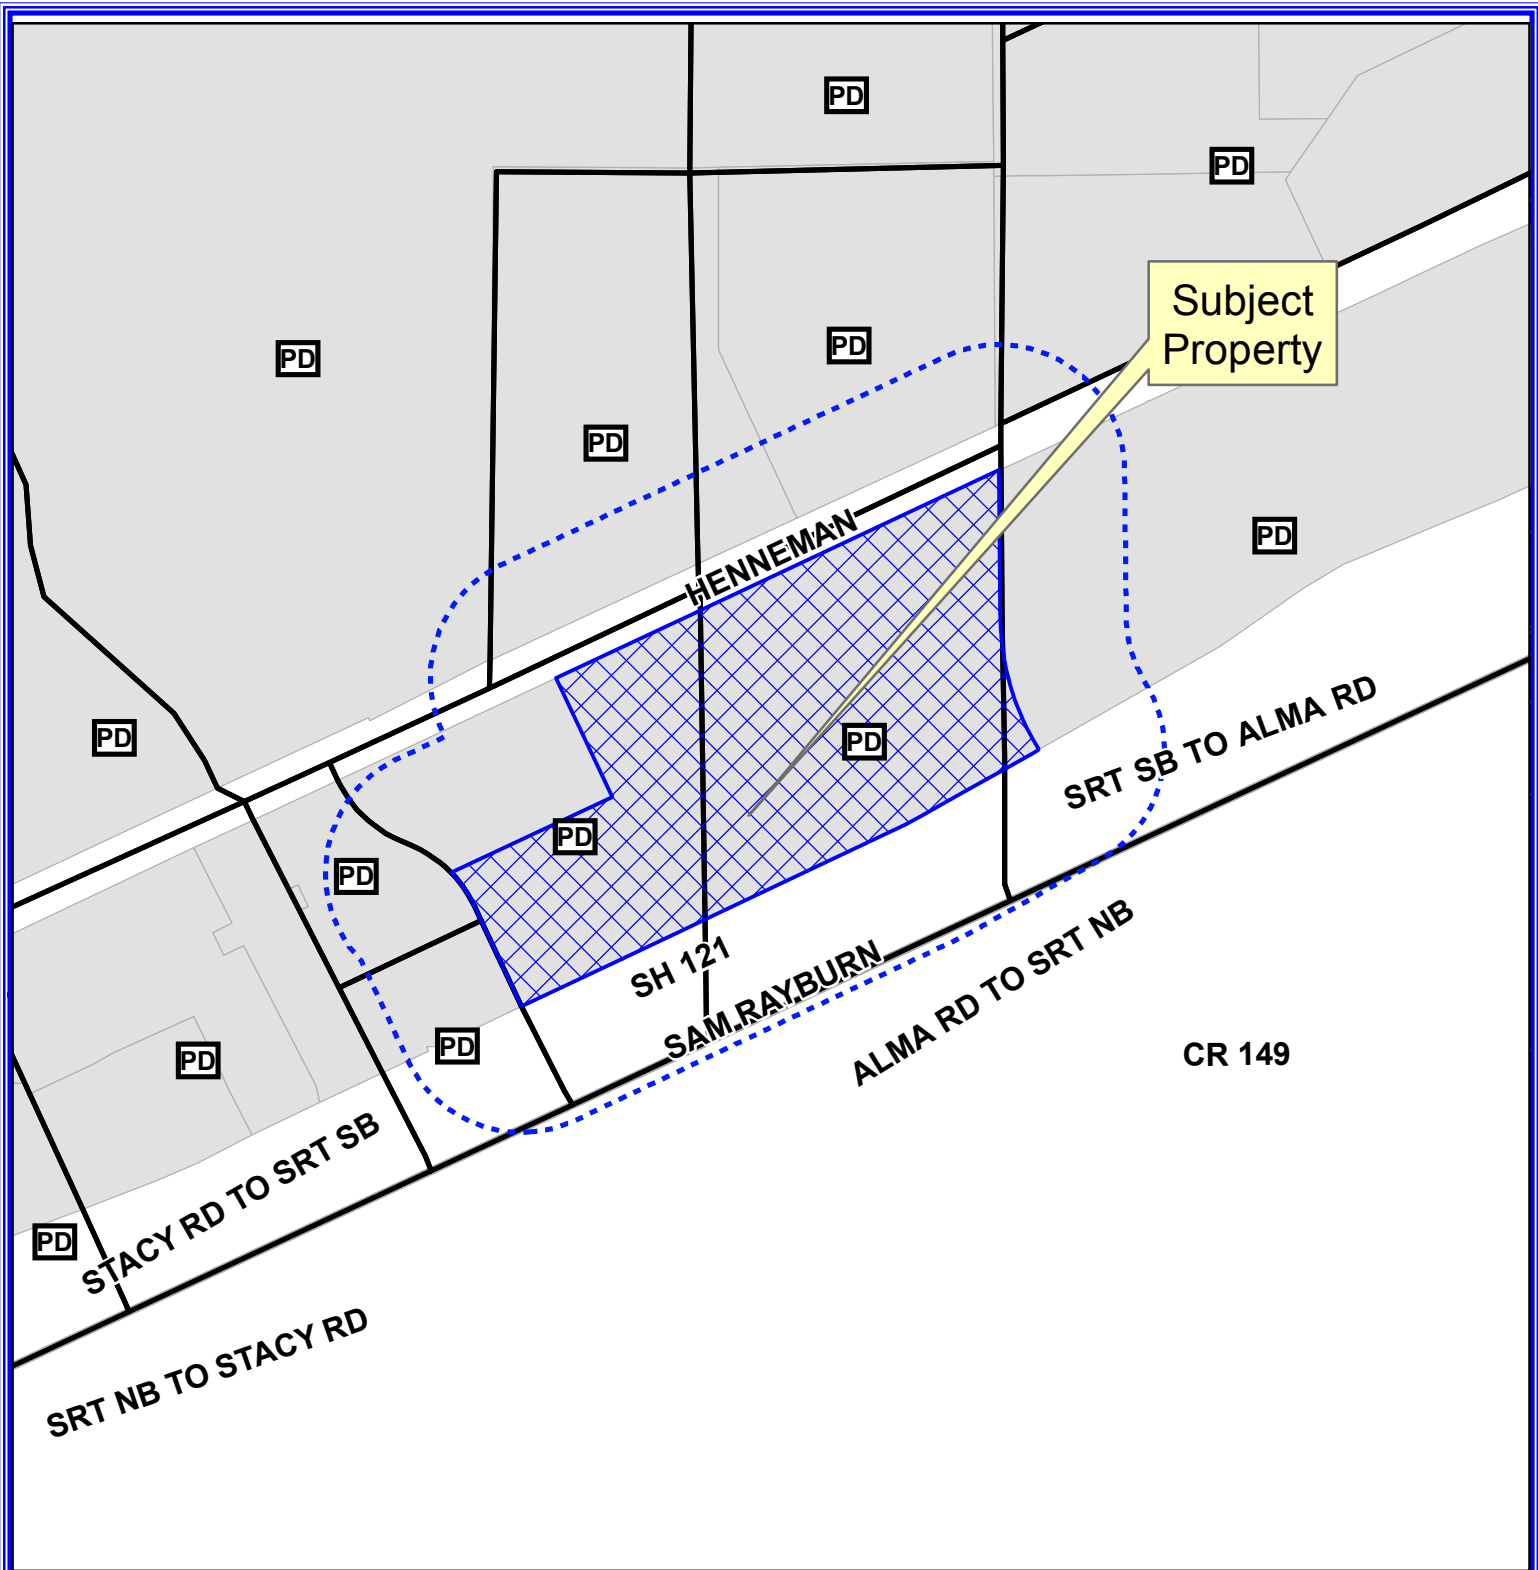 PD
PD
Subject
Property
PD
PD
PD
HENNEMAN
PD
PD
PD
SRT SB TO ALMA RD
PD
PD
ALMA RD TO SRT NB
SH 121
SAM RAYBURN
PD
PD
CR 149
STACY RD TO SRT SB
PD
SRT NB TO STACY RD